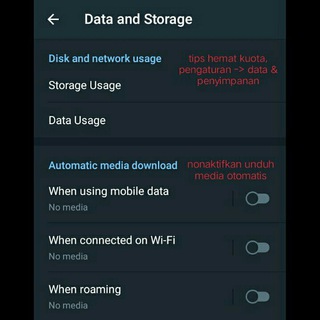 Data and Storage
Disk and network usage
tips hemat kuota,
pengaturan -> data &
penyimpanan
Storage Usage
Data Usage
Automatic media download
nonaktifkan unduh
media otomatis
When using mobile data
No media
When connected on Wi-Fi
No media
When roaming
No media